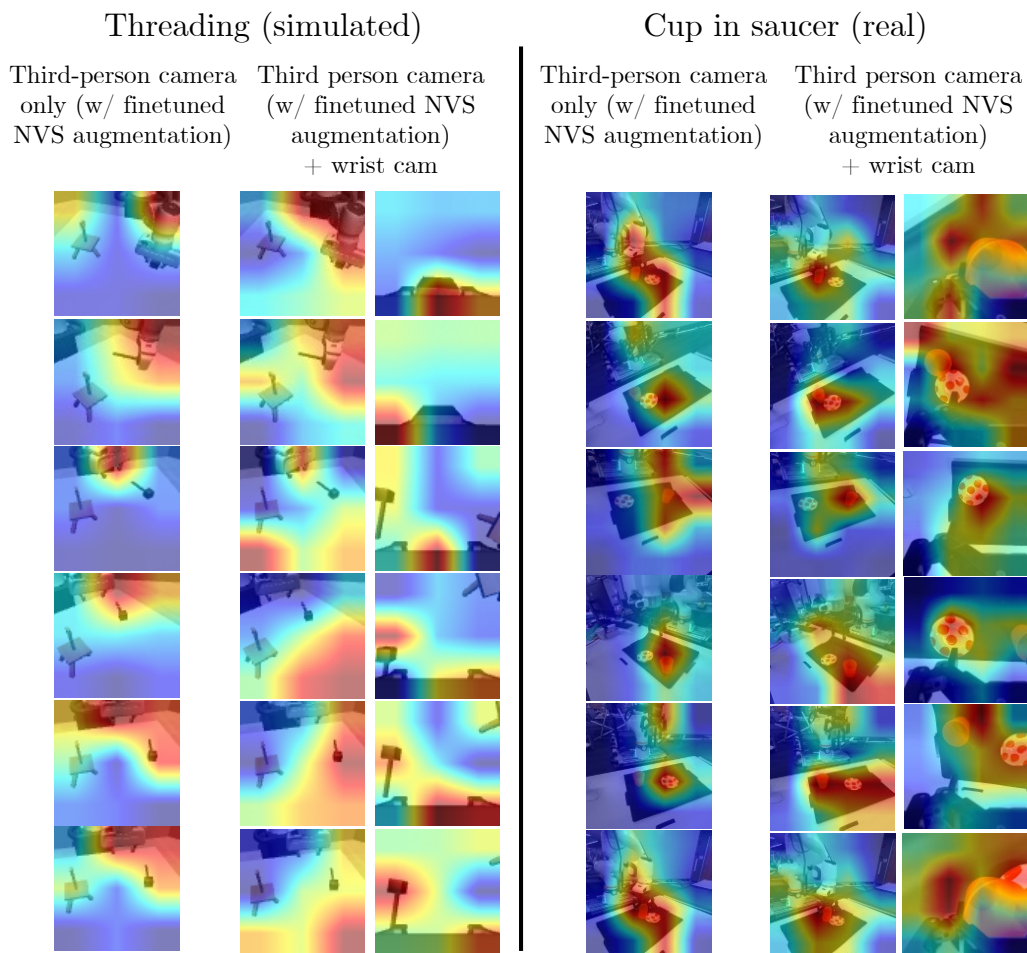 Threading (simulated)
Third-person camera
only (w/ finetuned
NVS augmentation)
Third person camera
(w/ finetuned NVS
augmentation)
+ wrist cam
Cup in saucer (real)
Third-person camera
only (w/ finetuned
NVS augmentation)
Third person camera
(w/ finetuned NVS
augmentation)
+ wrist cam